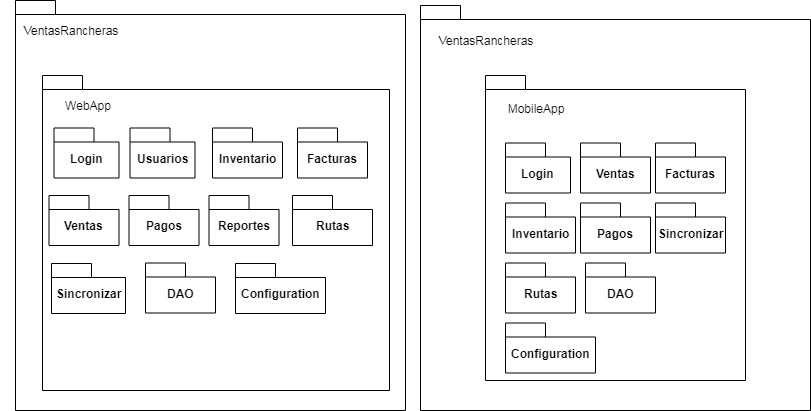 VentasRancheras
WebApp
Login
Usuarios
Inventario
Facturas
Ventas
Pagos
Reportes
Rutas
Sincronizar
DAO
Configuration
VentasRancheras
MobileApp
Login
Ventas
Facturas
Inventario
Pagos
Sincronizar
Rutas
DAO
Configuration